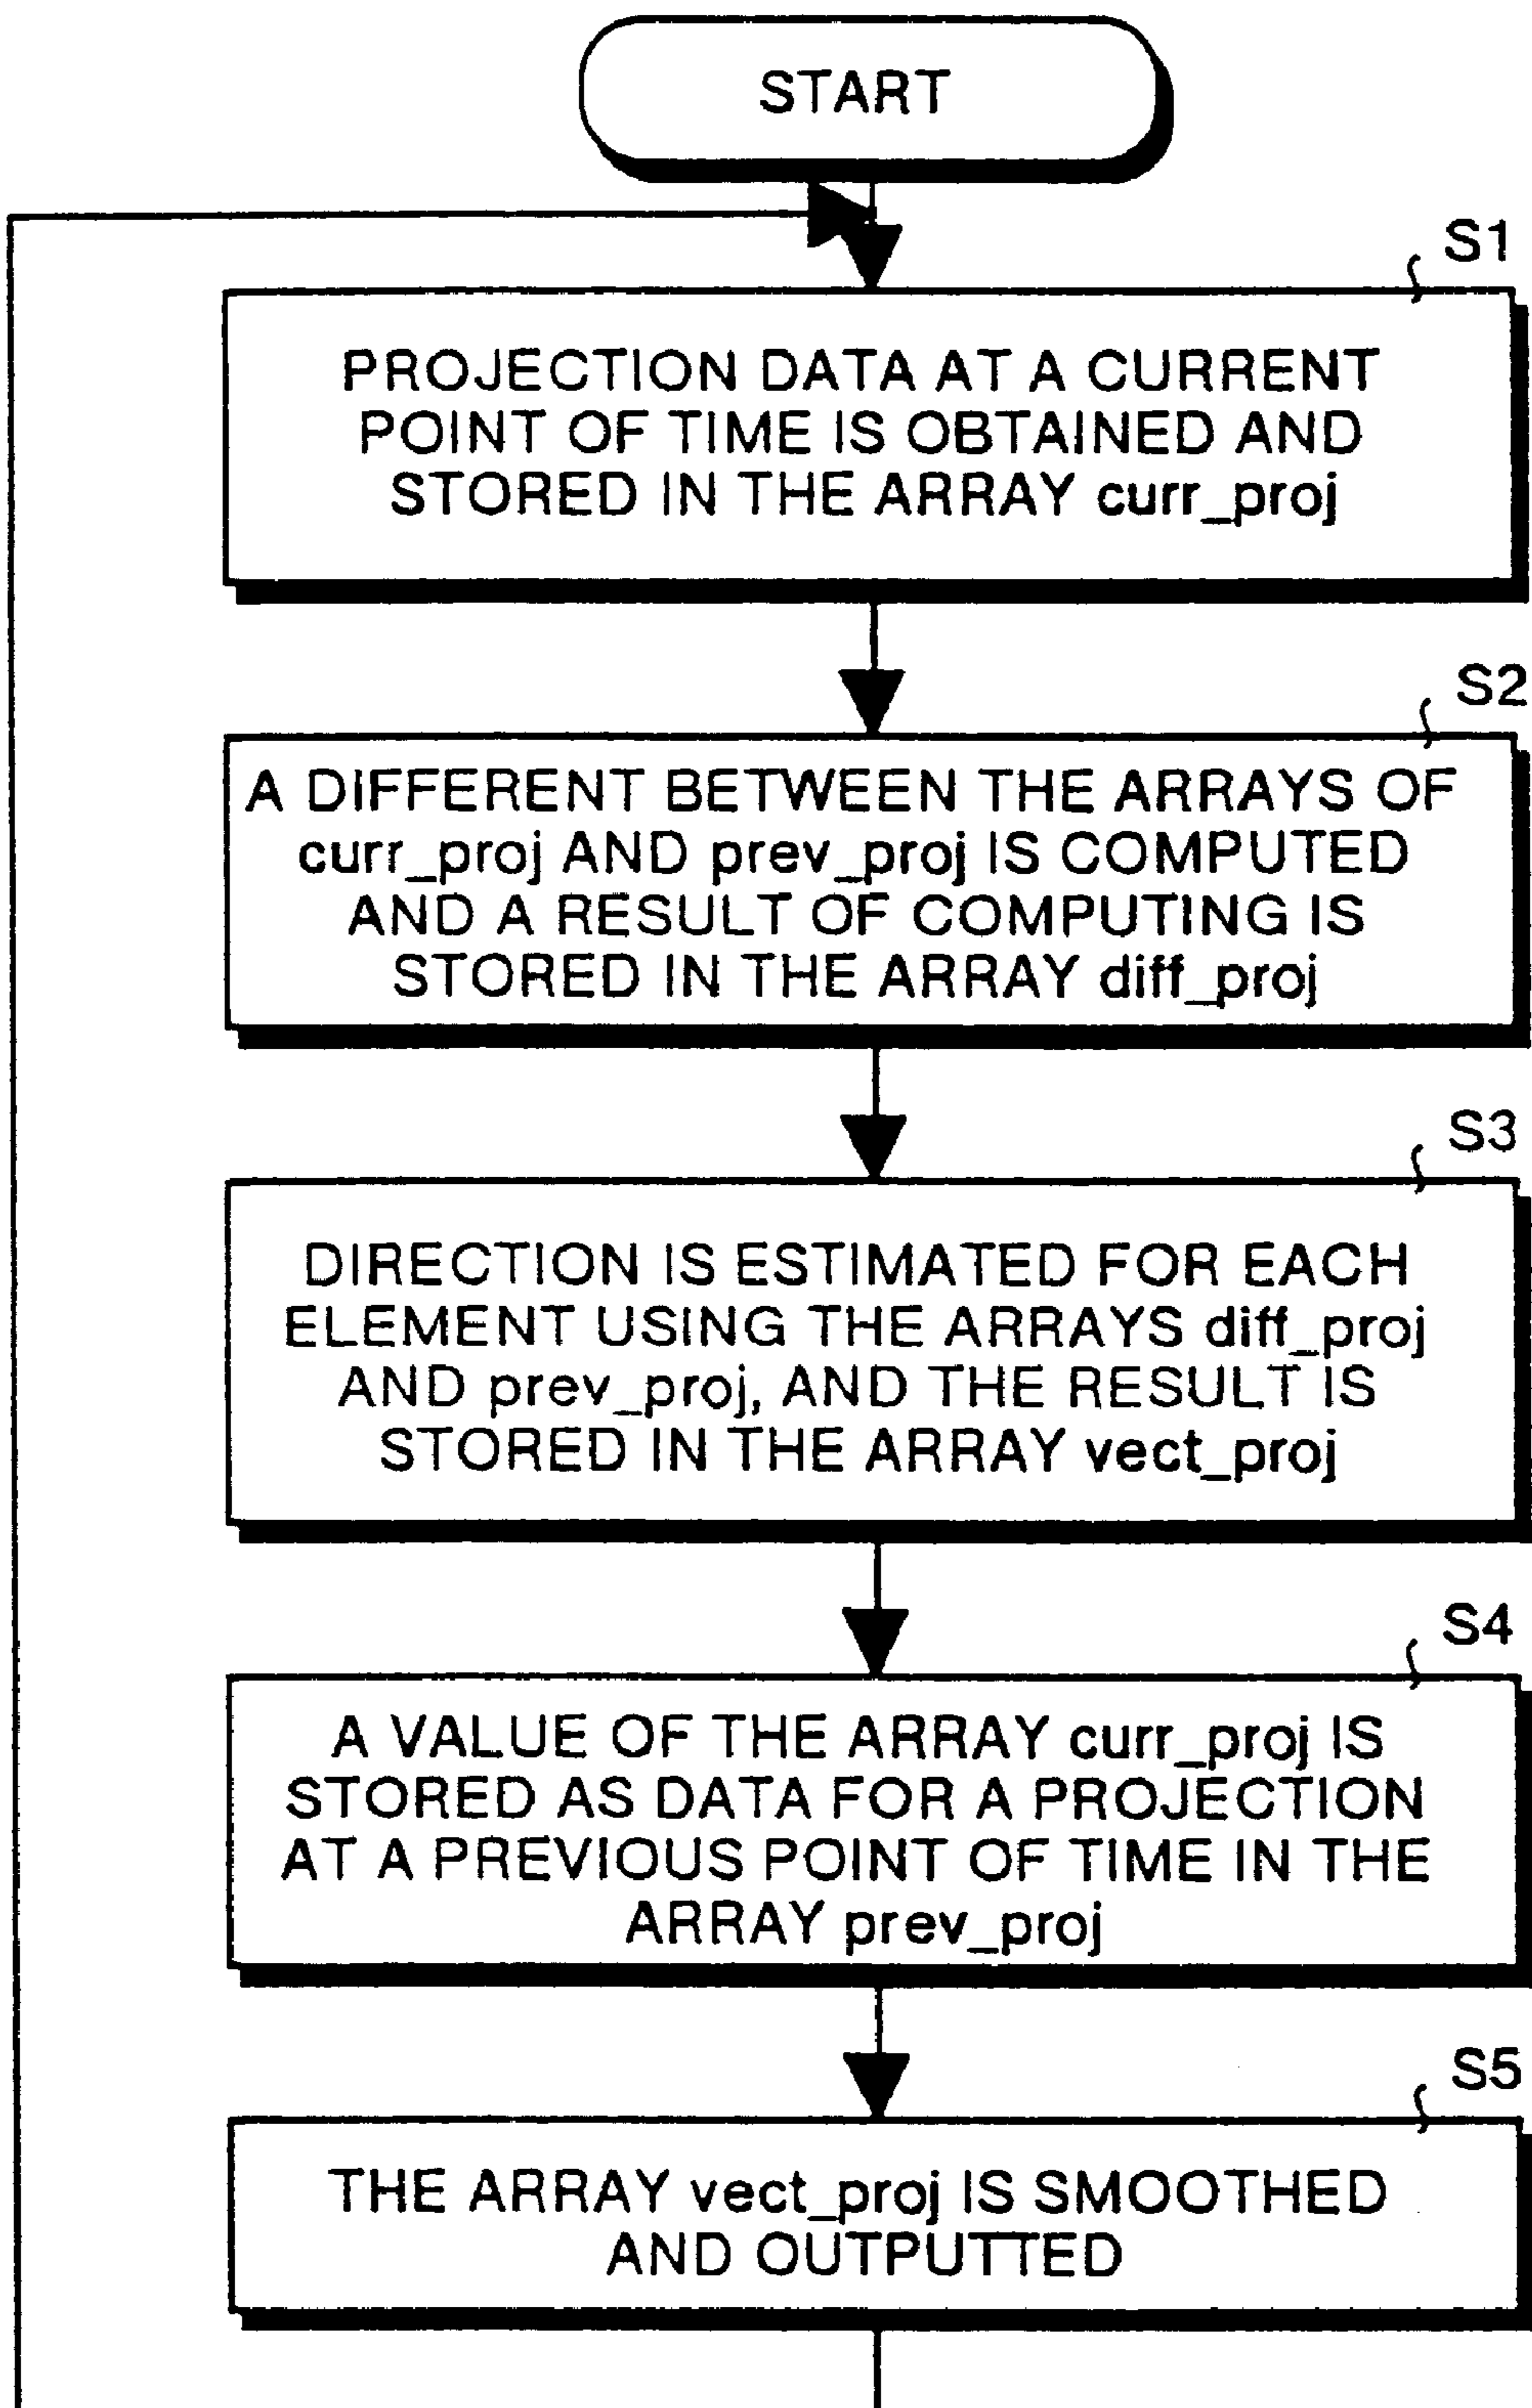 START
S1
PROJECTION DATA AT A CURRENT
POINT OF TIME IS OBTAINED AND
STORED IN THE ARRAY curr_proj
S2
A DIFFERENT BETWEEN THE ARRAYS OF
curr_proj AND prev_proj IS COMPUTED
AND A RESULT OF COMPUTING IS
STORED IN THE ARRAY diff_proj
S3
DIRECTION IS ESTIMATED FOR EACH
ELEMENT USING THE ARRAYS diff_proj
AND prev_proj, AND THE RESULT IS
STORED IN THE ARRAY vect_proj
S4
A VALUE OF THE ARRAY curr_proj IS
STORED AS DATA FOR A PROJECTION
AT A PREVIOUS POINT OF TIME IN THE
ARRAY prev_proj
S5
THE ARRAY vect_proj IS SMOOTHED
AND OUTPUTTED